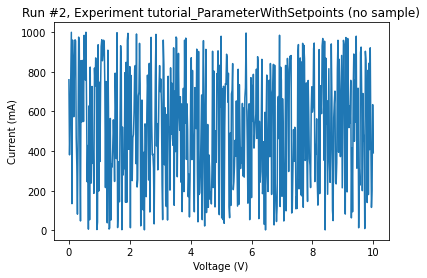 Run #2, Experiment tutorial_ParameterWithSetpoints (no sample)
1000
800
600
400
200
0
Current (mA)
0 2 4 6 8 10
Voltage (V)